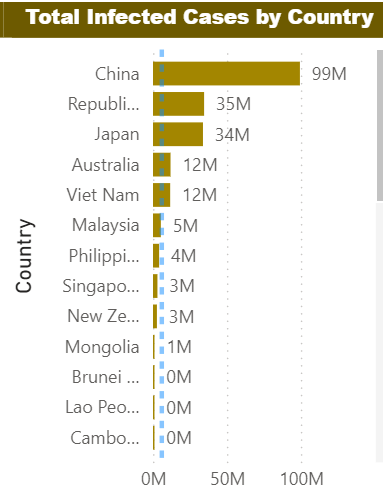 Total Infected Cases by Country
China 99M
Republi... 35M
Japan 34M
Australia 12M
Viet Nam 12M
Malaysia 5M
Philippi... 4M
Singapo... 3M
New Ze... 3M
Mongolia 1M
Brunei ... 0M
Lao Peo... 0M
Cambo... 0M
Country
0M 50M 100M